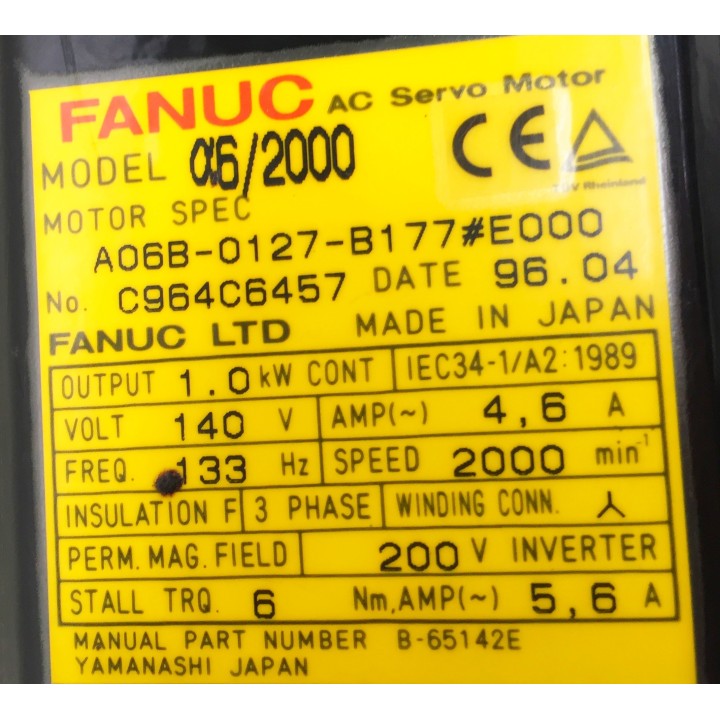 FANUC AC Servo Motor
MODEL α6/2000
CE TÜV Rheinland
MOTOR SPEC
A06B-0127-B177#E000
No. C964C6457 DATE 96.04
FANUC LTD MADE IN JAPAN
OUTPUT 1.0 kW CONT IEC34-1/A2:1989
VOLT 140 V AMP(~) 4,6 A
FREQ. 133 Hz SPEED 2000 min⁻¹
INSULATION F 3 PHASE WINDING CONN. 人
PERM. MAG. FIELD 200 V INVERTER
STALL TRQ. 6 Nm, AMP(~) 5,6 A
MANUAL PART NUMBER B-65142E
YAMANASHI JAPAN